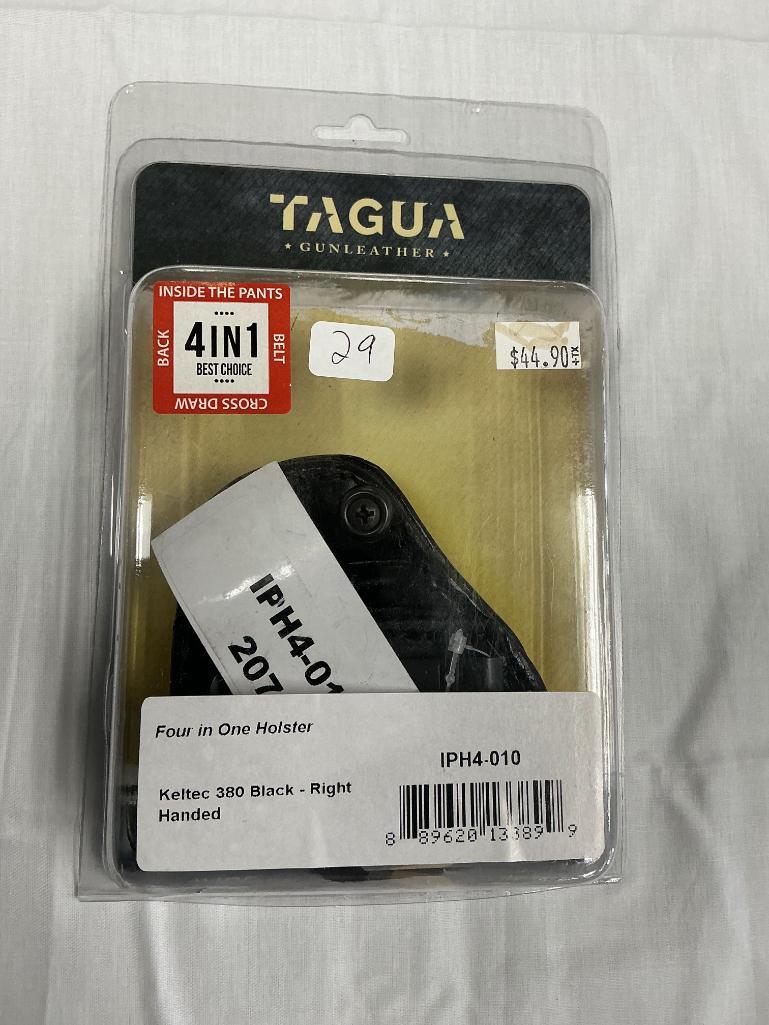 TAGUA
★ GUNLEATHER ★
INSIDE THE PANTS
BACK
4IN1
BELT
BEST CHOICE
CROSS DRAW
29
$44.90+TX
IPH4-01
207
Four in One Holster
IPH4-010
Keltec 380 Black - Right
Handed
8 89620 13389 9